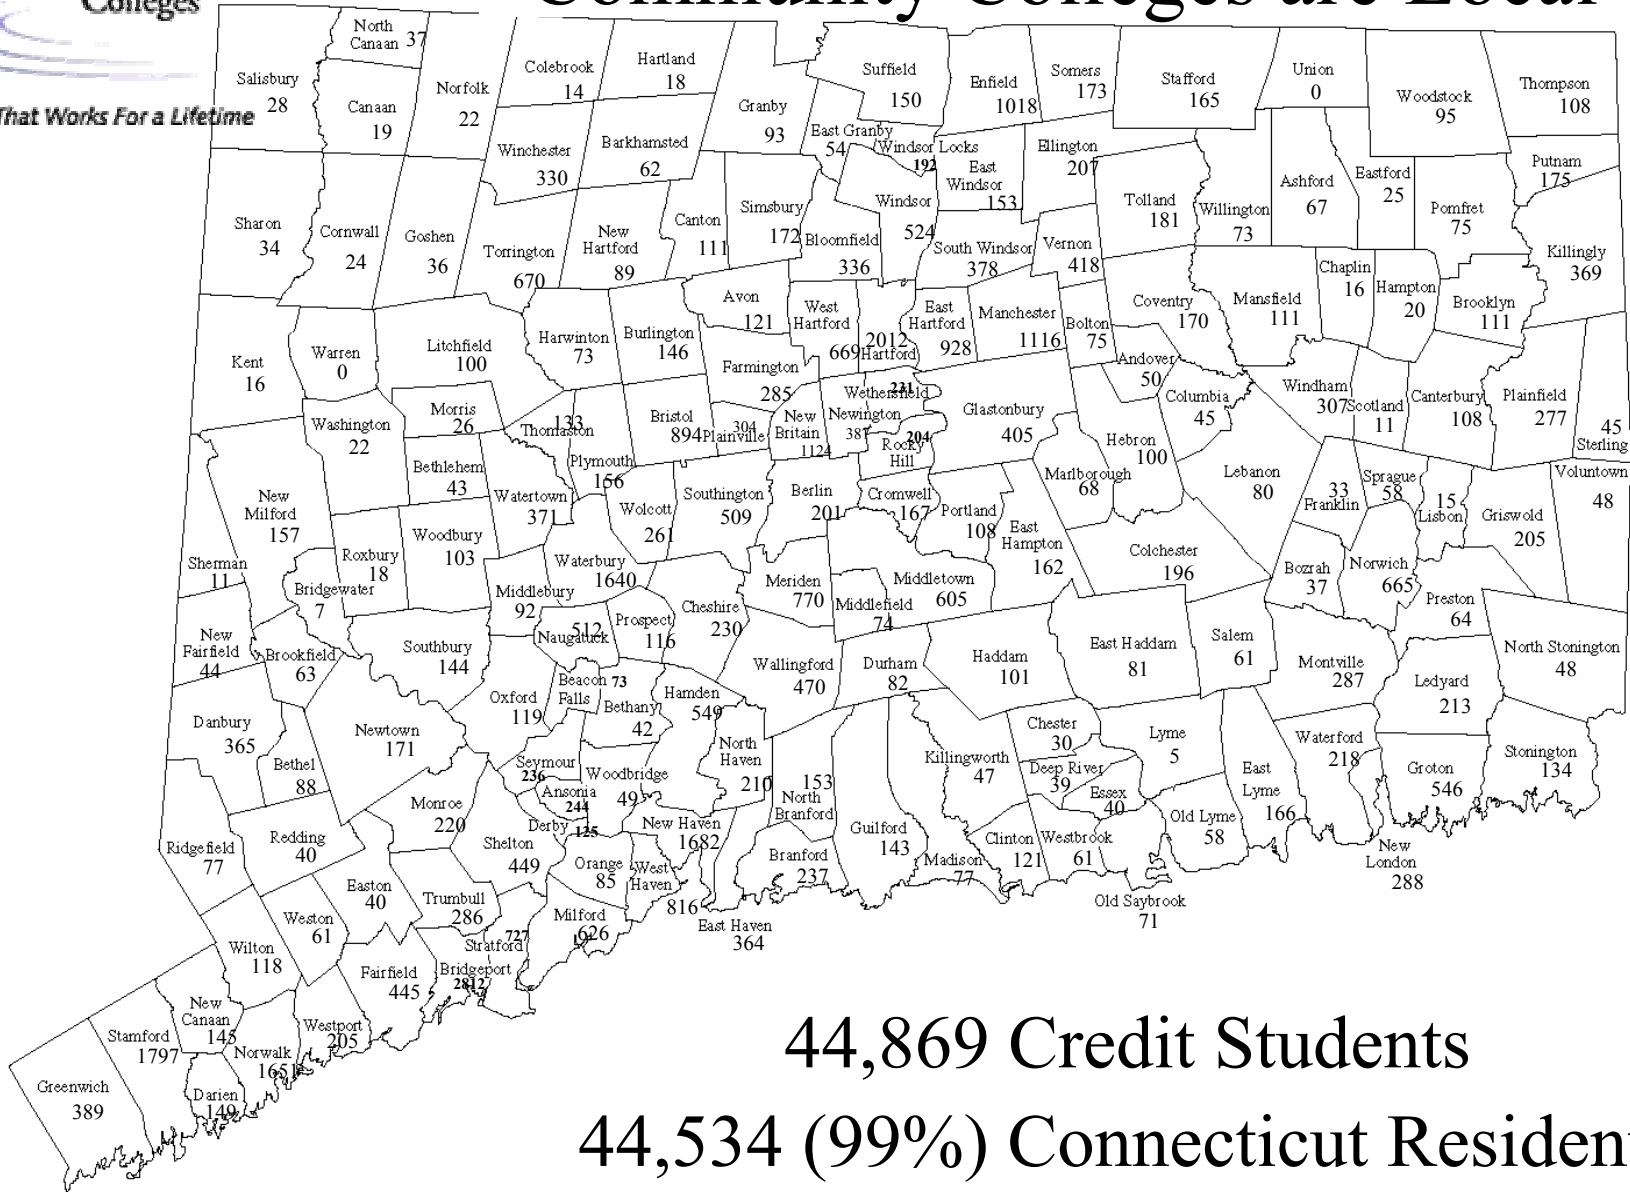 Colleges
Community Colleges are Local
That Works For a Lifetime
North
Canaan 37
Salisbury
28
Canaan
19
Norfolk
22
Colebrook
14
Hartland
18
Granby
93
Suffield
150
Enfield
1018
Somers
173
Stafford
165
Union
0
Woodstock
95
Thompson
108
Winchester
330
Barkhamsted
62
East Granby
54
Windsor Locks
192
East
Windsor
153
Ellington
207
Tolland
181
Willington
73
Ashford
67
Eastford
25
Pomfret
75
Putnam
175
Killingly
369
Sharon
34
Cornwall
24
Goshen
36
Torrington
670
New
Hartford
89
Canton
111
Simsbury
172
Bloomfield
336
Windsor
524
South Windsor
378
Vernon
418
Coventry
170
Mansfield
111
Chaplin
16
Hampton
20
Brooklyn
111
Kent
16
Warren
0
Litchfield
100
Harwinton
73
Burlington
146
Avon
121
Farmington
285
West
Hartford
669
2012
Hartford
East
Hartford
928
Manchester
1116
Bolton
75
Andover
50
Columbia
45
Windham
307
Scotland
11
Canterbury
108
Plainfield
277
45
Sterling
Washington
22
Morris
26
133
Thomaston
Bristol
894
304
Plainville
New
Britain
1124
Wethersfield
231
Newington
387
204
Rocky
Hill
Glastonbury
405
Hebron
100
Marlborough
68
Lebanon
80
33
Franklin
Sprague
58
15
Lisbon
Griswold
205
Voluntown
48
New
Milford
157
Bethlehem
43
Watertown
371
Plymouth
156
Wolcott
261
Southington
509
Berlin
201
Cromwell
167
Portland
108
East
Hampton
162
Colchester
196
Bozrah
37
Norwich
665
Preston
64
Sherman
11
Bridgewater
7
Roxbury
18
Woodbury
103
Middlebury
92
Waterbury
1640
512
Naugatuck
Prospect
116
Cheshire
230
Meriden
770
Middlefield
74
Middletown
605
New
Fairfield
44
Brookfield
63
Southbury
144
Oxford
119
Beacon 73
Falls
Bethany
42
Hamden
549
Wallingford
470
Durham
82
Haddam
101
East Haddam
81
Salem
61
Montville
287
Ledyard
213
North Stonington
48
Danbury
365
Bethel
88
Newtown
171
Seymour
236
Ansonia
244
Derby 125
Woodbridge
49
North
Haven
210
153
North
Branford
Killingworth
47
Chester
30
Deep River
39
Essex
40
Lyme
5
East
Lyme
166
Waterford
218
Groton
546
Stonington
134
Ridgefield
77
Redding
40
Monroe
220
Shelton
449
Orange
85
New Haven
1682
West
Haven
816
Branford
237
Guilford
143
Madison
77
Clinton
121
Westbrook
61
Old Lyme
58
New
London
288
Old Saybrook
71
East Haven
364
Weston
61
Easton
40
Trumbull
286
Milford
626
727
Stratford
Bridgeport
2812
Wilton
118
Fairfield
445
Westport
205
New
Canaan
145
Stamford
1797
Norwalk
1651
Darien
149
Greenwich
389
44,869 Credit Students
44,534 (99%) Connecticut Residen